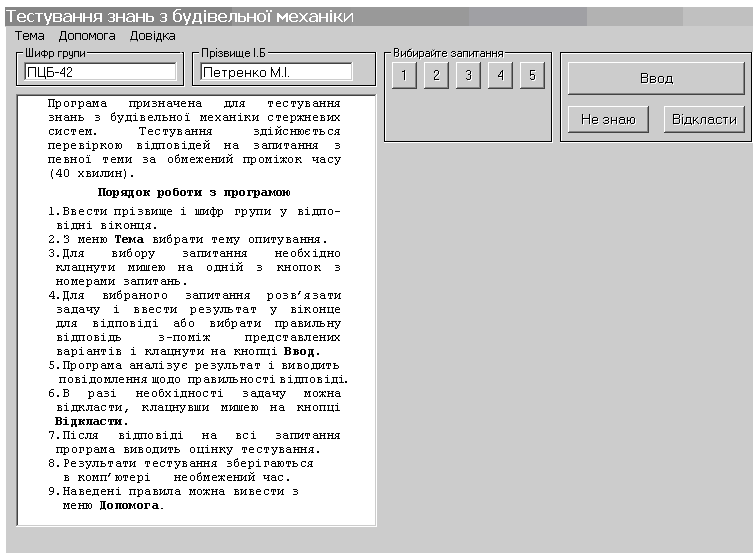 Тестування знань з будівельної механіки
Тема Допомога Довідка
Шифр групи
ПЦБ-42
Прізвище І.Б
Петренко М.І.
Вибирайте запитання
1 2 3 4 5
Ввод
Не знаю Відкласти
Програма призначена для тестування
знань з будівельної механіки стержневих
систем. Тестування здійснюється
перевіркою відповідей на запитання з
певної теми за обмежений проміжок часу
(40 хвилин).
Порядок роботи з програмою
1.Ввести прізвище і шифр групи у відпо-
відні віконця.
2.З меню Тема вибрати тему опитування.
3.Для вибору запитання необхідно
клацнути мишею на одній з кнопок з
номерами запитань.
4.Для вибраного запитання розв'язати
задачу і ввести результат у віконце
для відповіді або вибрати правильну
відповідь з-поміж представлених
варіантів і клацнути на кнопці Ввод.
5.Програма аналізує результат і виводить
повідомлення щодо правильності відповіді.
6.В разі необхідності задачу можна
відкласти, клацнувши мишею на кнопці
Відкласти.
7.Після відповіді на всі запитання
програма виводить оцінку тестування.
8.Результати тестування зберігаються
в комп'ютері необмежений час.
9.Наведені правила можна вивести з
меню Допомога.